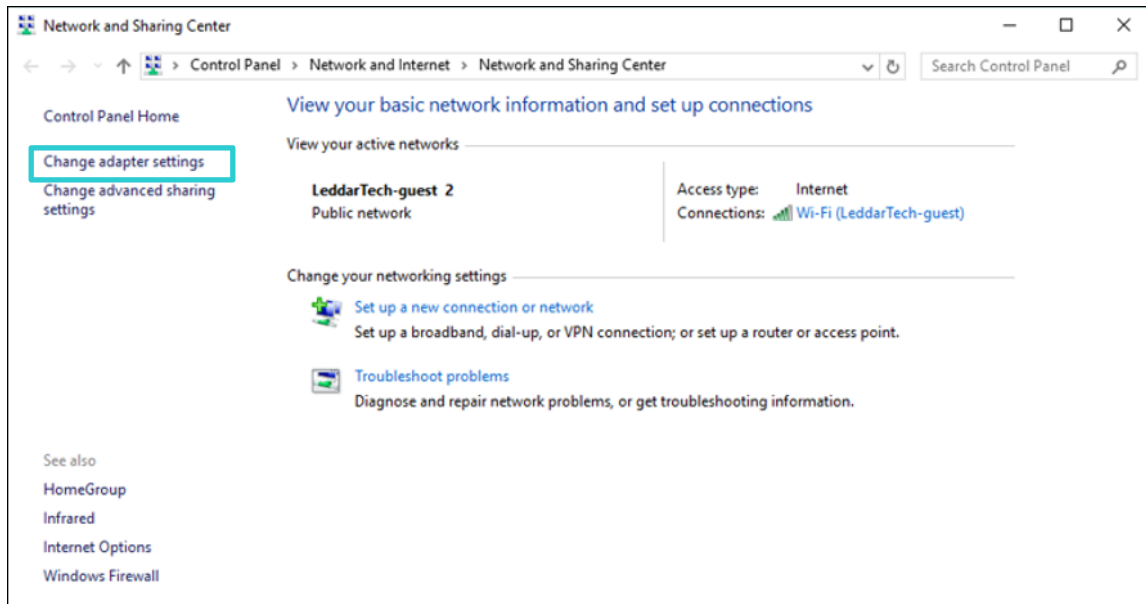 Network and Sharing Center
Control Panel > Network and Internet > Network and Sharing Center
Search Control Panel
Control Panel Home
Change adapter settings
Change advanced sharing
settings
View your basic network information and set up connections
View your active networks
LeddarTech-guest 2
Public network
Access type: Internet
Connections: Wi-Fi (LeddarTech-guest)
Change your networking settings
Set up a new connection or network
Set up a broadband, dial-up, or VPN connection; or set up a router or access point.
Troubleshoot problems
Diagnose and repair network problems, or get troubleshooting information.
See also
HomeGroup
Infrared
Internet Options
Windows Firewall